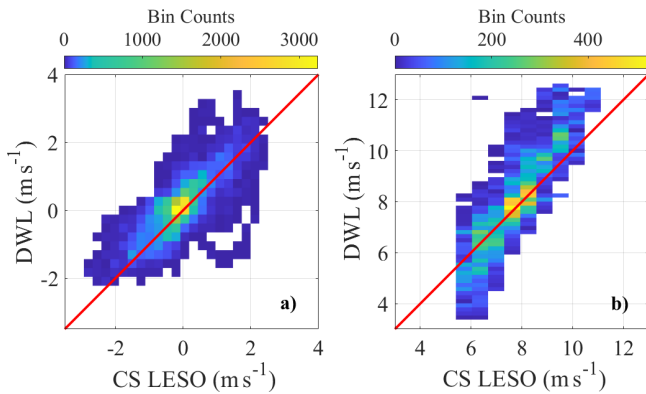 Bin Counts
0 1000 2000 3000
4
2
0
-2
DWL (m s⁻¹)
a)
-2 0 2 4
CS LESO (m s⁻¹)
Bin Counts
0 200 400
12
10
8
6
4
DWL (m s⁻¹)
b)
4 6 8 10 12
CS LESO (m s⁻¹)